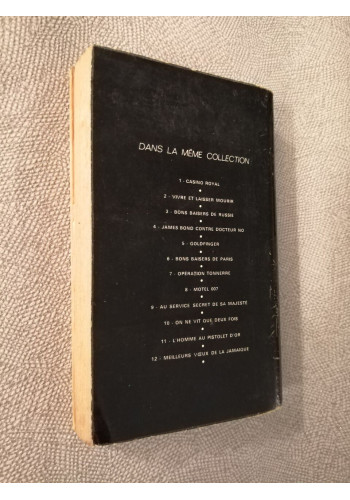 DANS LA MÊME COLLECTION
1 - CASINO ROYAL
2 - VIVRE ET LAISSER MOURIR
3 - BONS BAISERS DE RUSSIE
4 - JAMES BOND CONTRE DOCTEUR NO
5 - GOLDFINGER
6 - BONS BAISERS DE PARIS
7 - OPERATION TONNERRE
8 - MOTEL 007
9 - AU SERVICE SECRET DE SA MAJESTE
10 - ON NE VIT QUE DEUX FOIS
11 - L'HOMME AU PISTOLET D'OR
12 - MEILLEURS VŒUX DE LA JAMAIQUE